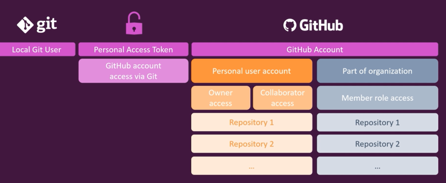 git
GitHub
Local Git User
Personal Access Token
GitHub Account
GitHub account
access via Git
Personal user account
Part of organization
Owner
access
Collaborator
access
Member role access
Repository 1
Repository 1
Repository 2
Repository 2
...
...